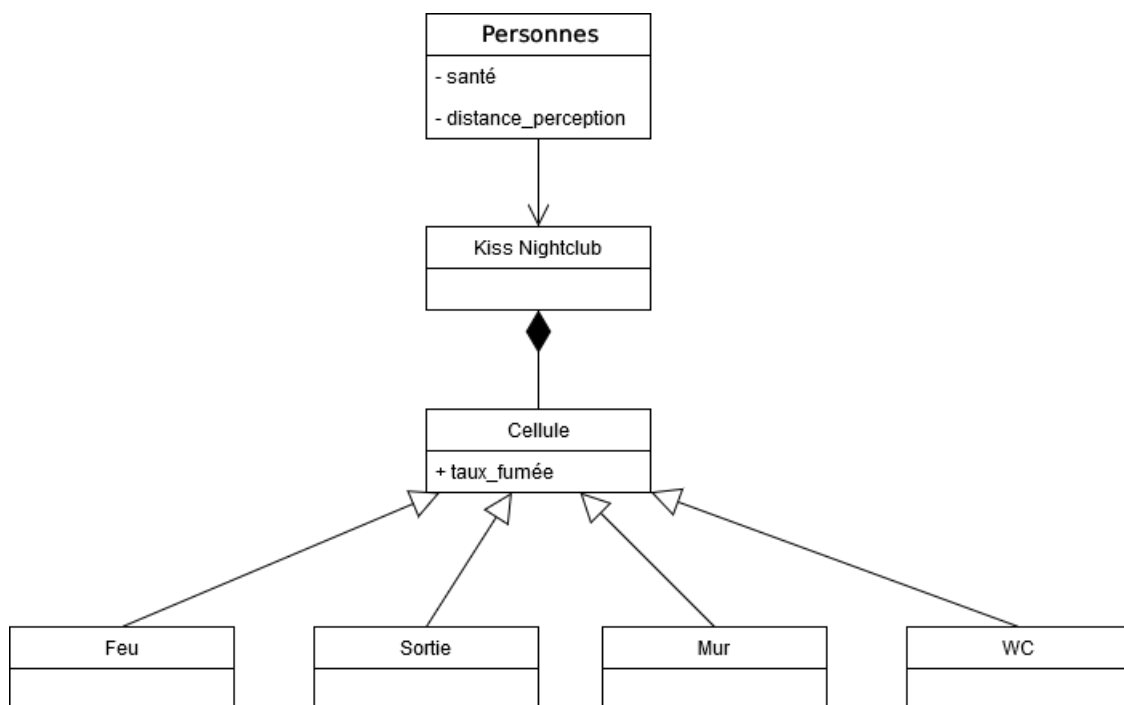 Personnes
- santé
- distance_perception
Kiss Nightclub
Cellule
+ taux_fumée
Feu
Sortie
Mur
WC